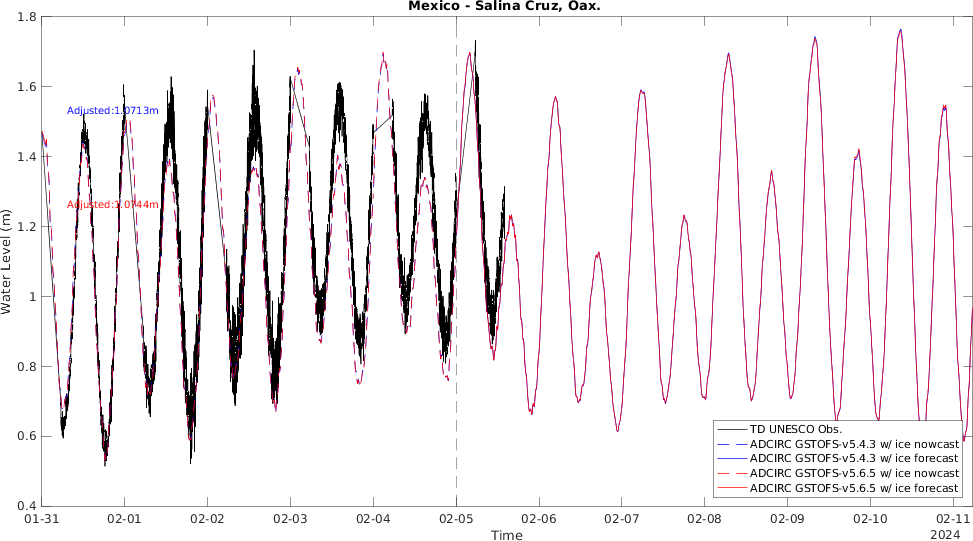 Mexico - Salina Cruz, Oax.
1.8
1.6
1.4
1.2
1
0.8
0.6
0.4
Water Level (m)
Adjusted:1.0713m
Adjusted:1.0744m
TD UNESCO Obs.
ADCIRC GSTOFS-v5.4.3 w/ ice nowcast
ADCIRC GSTOFS-v5.4.3 w/ ice forecast
ADCIRC GSTOFS-v5.6.5 w/ ice nowcast
ADCIRC GSTOFS-v5.6.5 w/ ice forecast
01-31 02-01 02-02 02-03 02-04 02-05 02-06 02-07 02-08 02-09 02-10 02-11
Time
2024